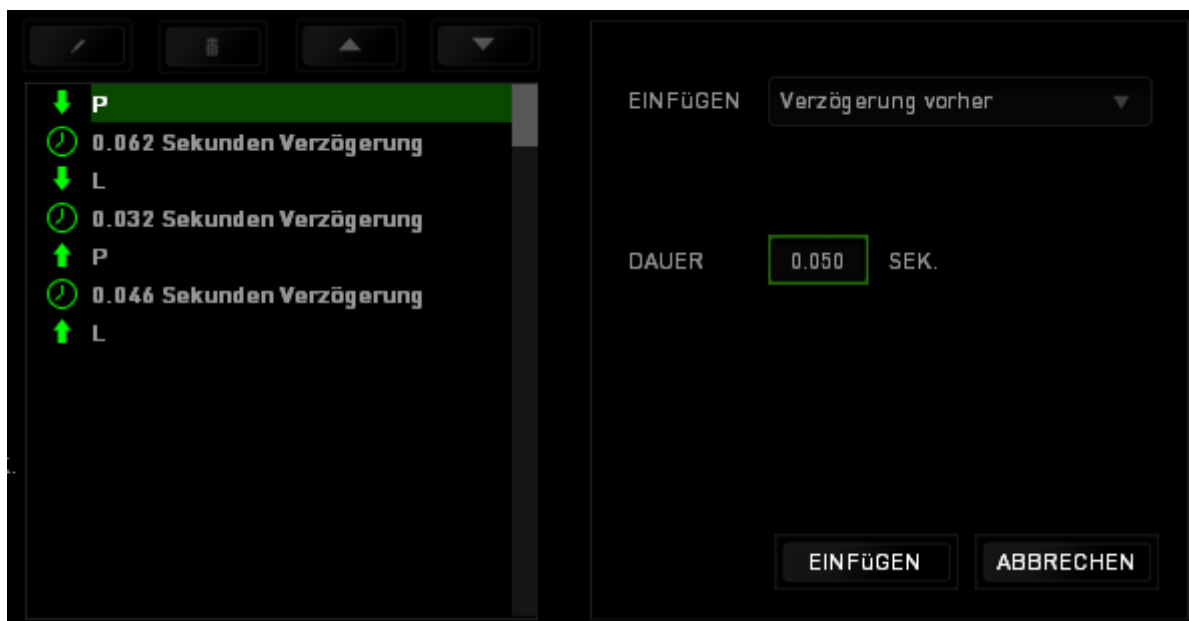 P
0.062 Sekunden Verzögerung
L
0.032 Sekunden Verzögerung
P
0.046 Sekunden Verzögerung
L
EINFüGEN Verzögerung vorher
DAUER 0.050 SEK.
EINFüGEN ABBRECHEN